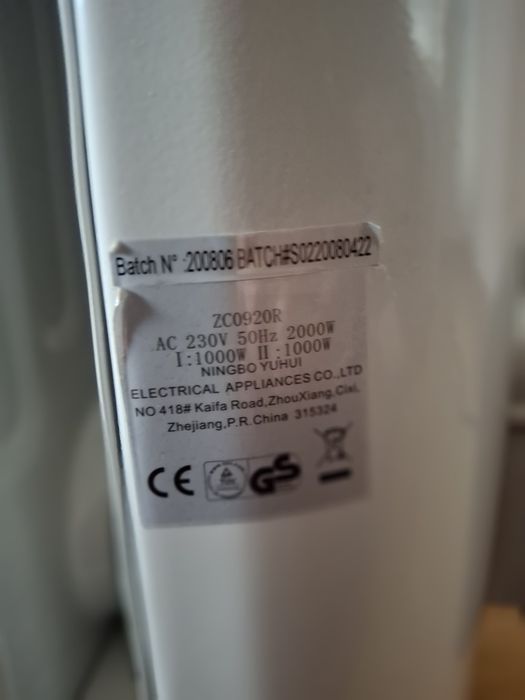 Batch N° :200806 BATCH#S0220080422
ZC0920R
AC 230V 50Hz 2000W
I:1000W II:1000W
NINGBO YUHUI
ELECTRICAL APPLIANCES CO.,LTD
NO 418# Kaifa Road,ZhouXiang,Cixi,
Zhejiang,P.R.China 315324
CE GS